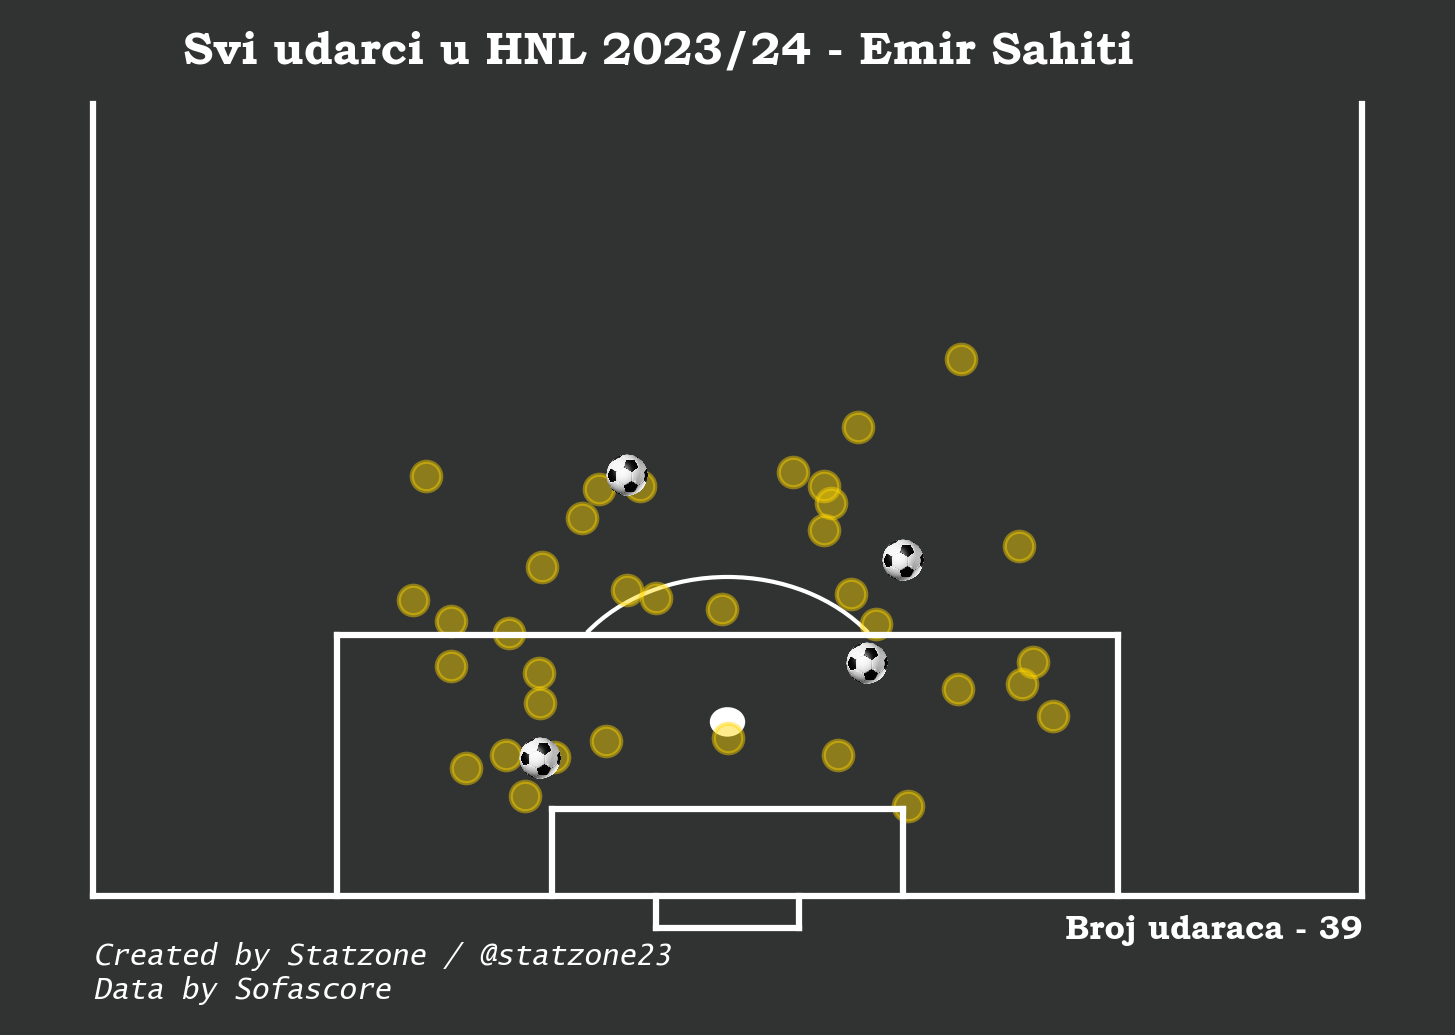 Svi udarci u HNL 2023/24 - Emir Sahiti
Broj udaraca - 39
Created by Statzone / @statzone23
Data by Sofascore